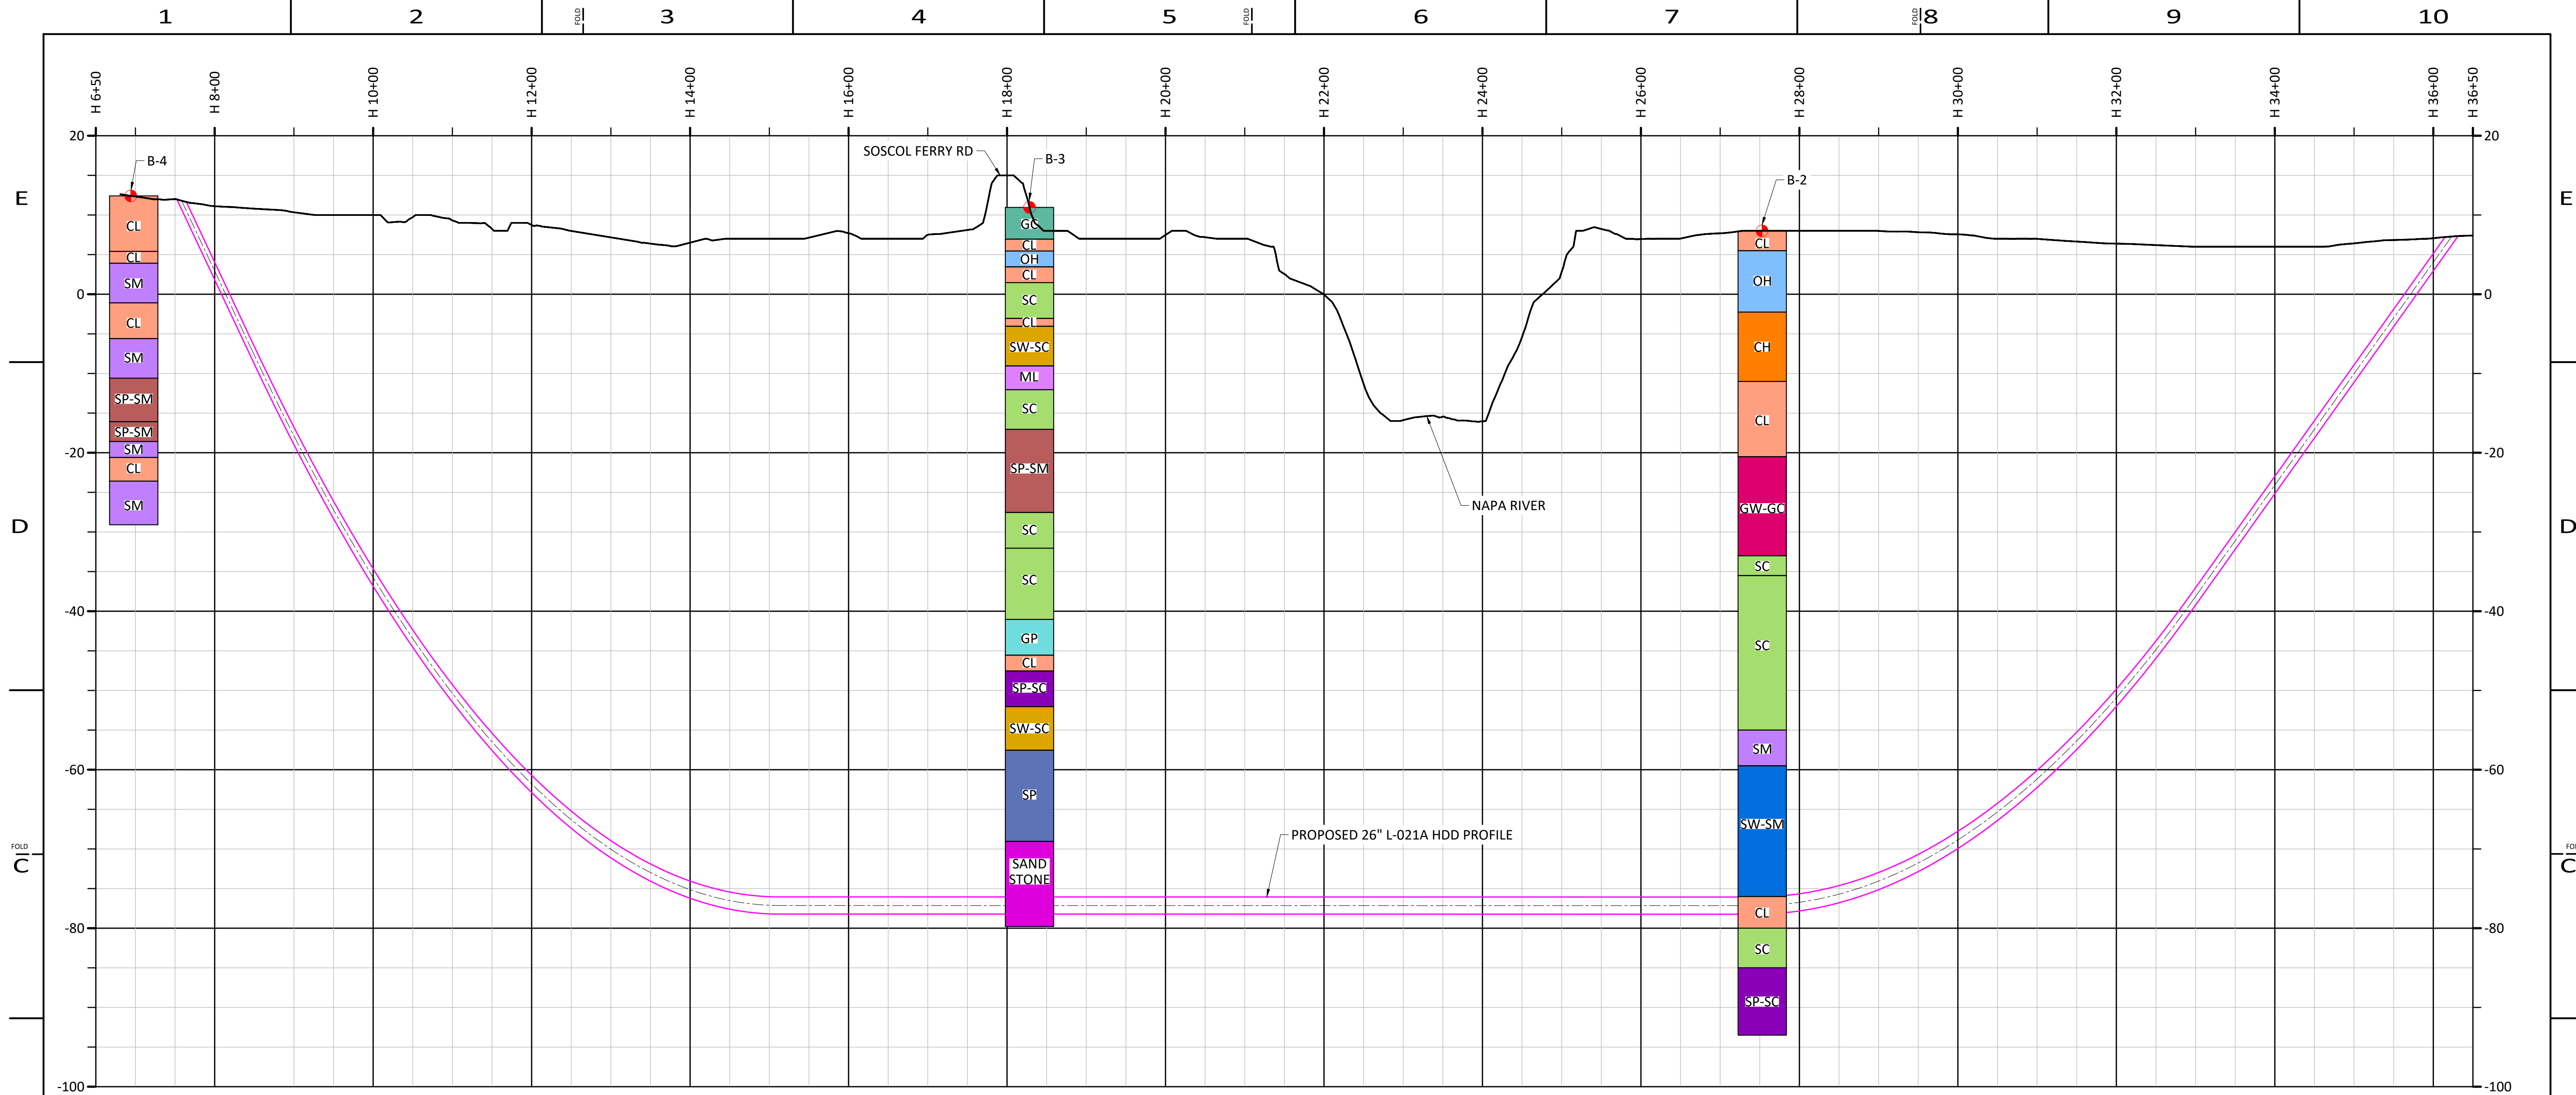 1 2 FOLD 3 4 5 FOLD 6 7 FOLD 8 9 10
H 6+50 H 8+00 H 10+00 H 12+00 H 14+00 H 16+00 H 18+00 H 20+00 H 22+00 H 24+00 H 26+00 H 28+00 H 30+00 H 32+00 H 34+00 H 36+00 H 36+50
20 20
SOSCOL FERRY RD
B-4
B-3
B-2
E E
CL
CL
SM
CL
SM
SP-SM
SP-SM
SM
CL
SM
GC
CL
OH
CL
SC
CL
SW-SC
ML
SC
SP-SM
SC
SC
GP
CL
SP-SC
SW-SC
SP
SAND
STONE
CL
OH
CH
CL
GW-GC
SC
SC
SM
SW-SM
CL
SC
SP-SC
0 0
-20 -20
NAPA RIVER
D D
-40 -40
-60 -60
PROPOSED 26" L-021A HDD PROFILE
FOLD
C C
-80 -80
-100 -100